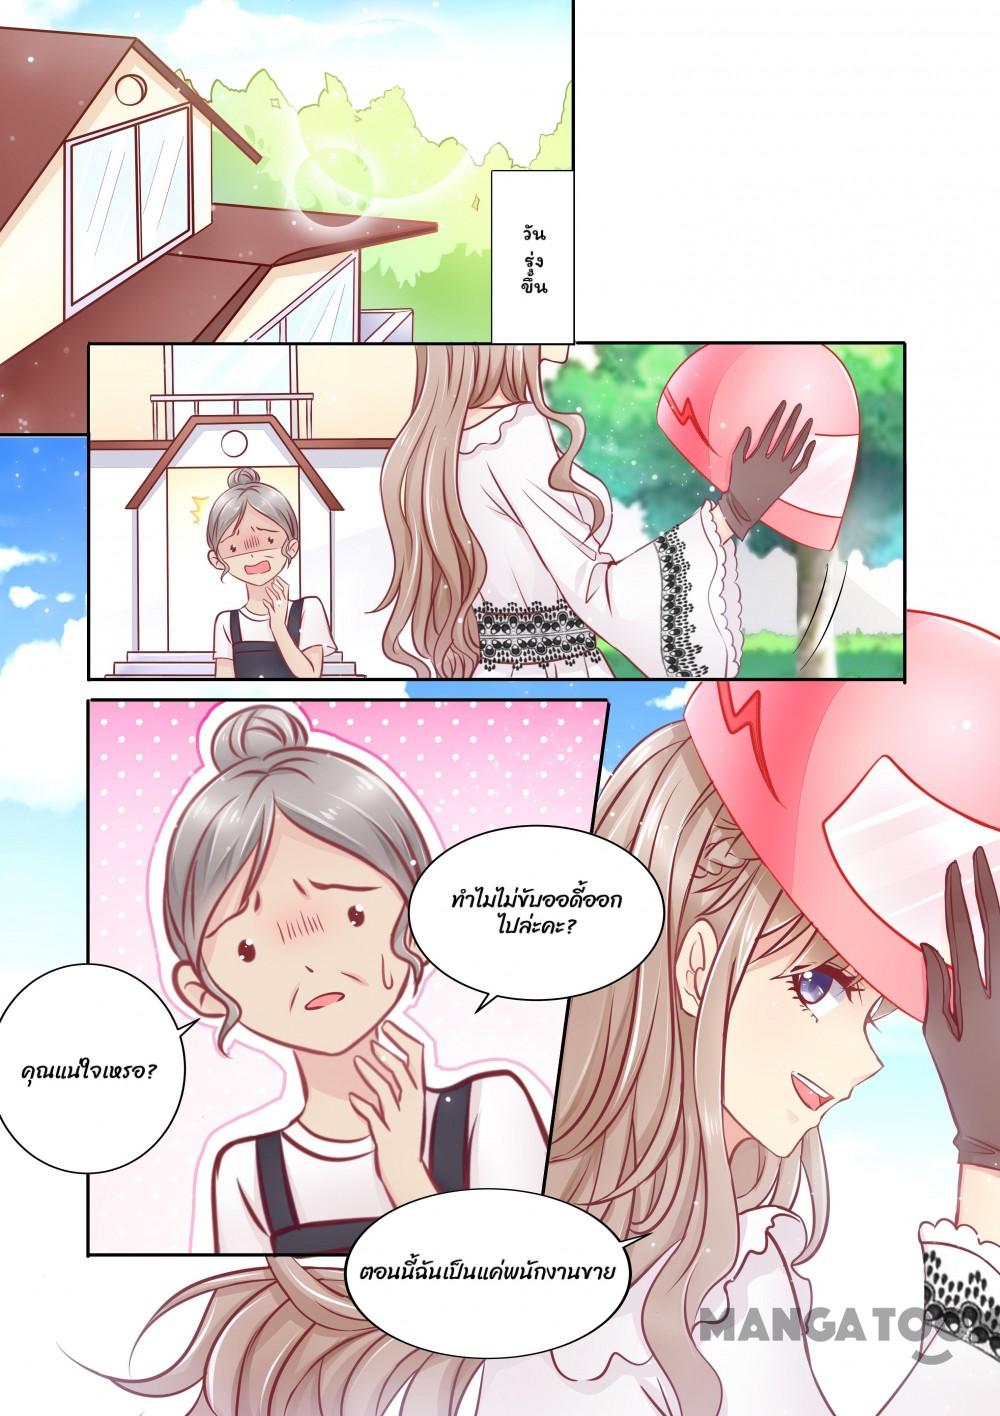 วัน
รุ่ง
ขึ้น
คุณแน่ใจเหรอ?
ทำไมไม่ขับออดี้ออก
ไปล่ะคะ?
ตอนนี้ฉันเป็นแค่พนักงานขาย
MANGATOON